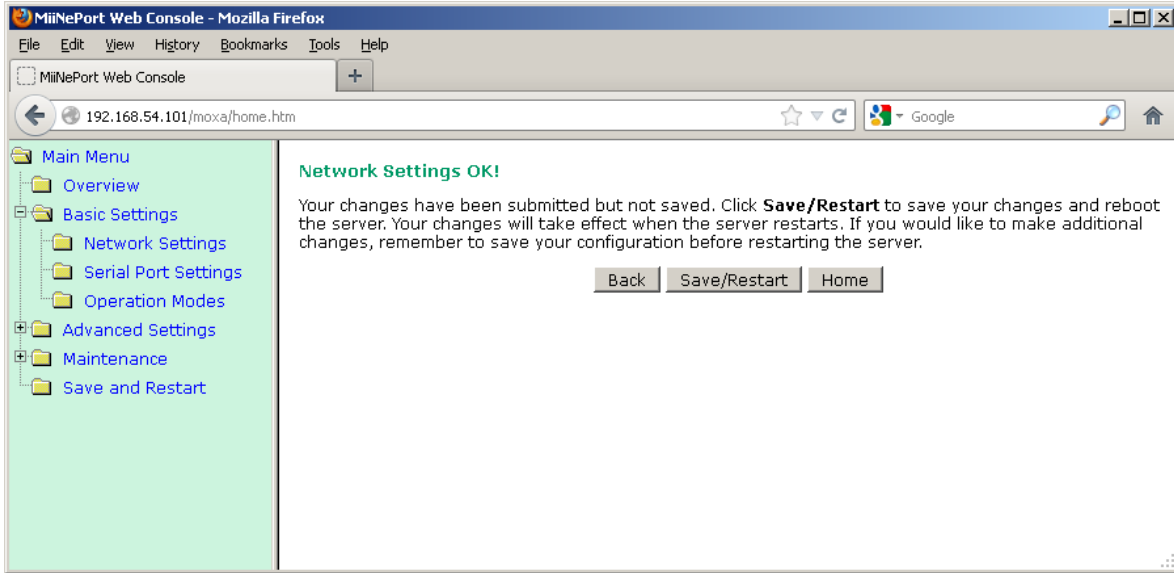 MiiNePort Web Console - Mozilla Firefox
File Edit View History Bookmarks Tools Help
MiiNePort Web Console
192.168.54.101/moxa/home.htm
Google
Main Menu
Overview
Basic Settings
Network Settings
Serial Port Settings
Operation Modes
Advanced Settings
Maintenance
Save and Restart
Network Settings OK!
Your changes have been submitted but not saved. Click Save/Restart to save your changes and reboot
the server. Your changes will take effect when the server restarts. If you would like to make additional
changes, remember to save your configuration before restarting the server.
Back Save/Restart Home